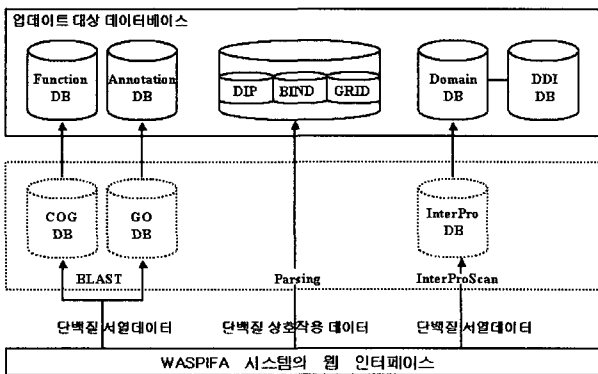 업데이트 대상 데이터베이스
Function DB
Annotation DB
DIP
BIND
GRID
Domain DB
DDI DB
COG DB
GO DB
InterPro DB
BLAST
Parsing
InterProScan
단백질 서열데이터
단백질 상호작용 데이터
단백질 서열데이터
WASPIFA 시스템의 웹 인터페이스